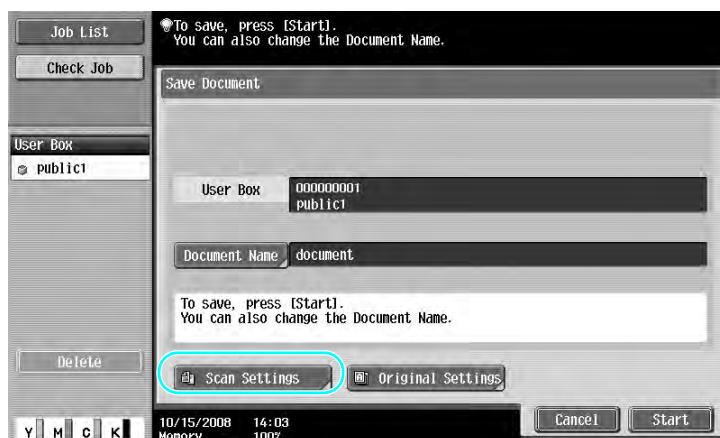 Job List
Check Job
To save, press [Start].
You can also change the Document Name.
Save Document
User Box
public1
User Box
000000001
public1
Document Name
document
To save, press [Start].
You can also change the Document Name.
Delete
Scan Settings
Original Settings
Y M C K
10/15/2008 14:03
Memory 100%
Cancel
Start